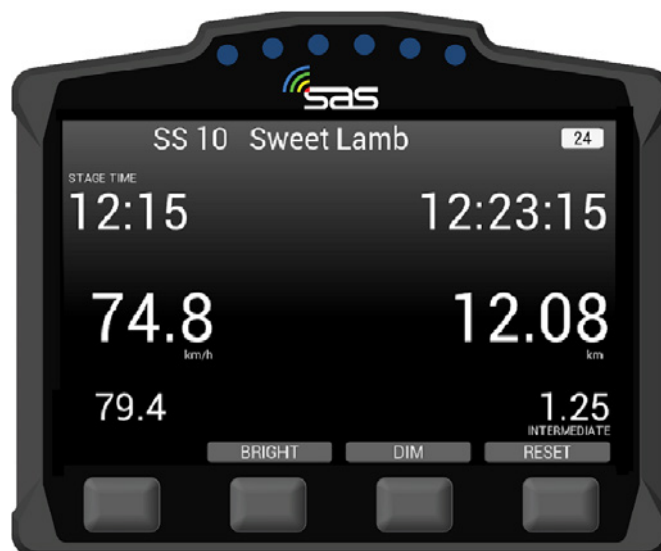 sas
SS 10 Sweet Lamb 24
STAGE TIME
12:15 12:23:15
74.8 12.08
km/h km
79.4 1.25
INTERMEDIATE
BRIGHT DIM RESET